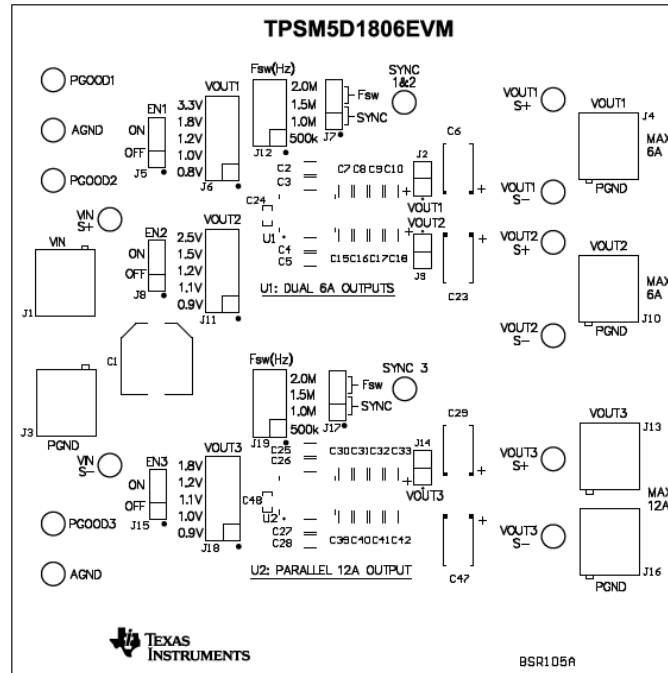 TPSM5D1806EVM
PGOOD1
AGND
PGOOD2
VIN
S+
VIN
J1
EN1
ON
OFF
J5
VOUT1
3.3V
1.8V
1.2V
1.0V
0.8V
J6
Fsw(Hz)
2.0M
1.5M
1.0M
500k
J12
Fsw
SYNC
J7
SYNC
1&2
C2
C3
C7 C8 C9 C10
C24
U1
C4
C5
C15 C16 C17 C18
J2
VOUT1
VOUT2
J9
C6
C23
U1: DUAL 6A OUTPUTS
EN2
ON
OFF
J8
VOUT2
2.5V
1.5V
1.2V
1.1V
0.9V
J11
VOUT1
S+
VOUT1
J4
MAX
6A
PGND
VOUT1
S-
VOUT2
S+
VOUT2
MAX
6A
J10
PGND
VOUT2
S-
C1
J3
PGND
VIN
S-
PGOOD3
AGND
EN3
ON
OFF
J15
VOUT3
1.8V
1.2V
1.1V
1.0V
0.9V
J18
Fsw(Hz)
2.0M
1.5M
1.0M
500k
J19
Fsw
SYNC
J17
SYNC 3
C25
C26
C30 C31 C32 C33
C48
U2
C27
C28
C39 C40 C41 C42
J14
VOUT3
C29
C47
U2: PARALLEL 12A OUTPUT
VOUT3
S+
VOUT3
J13
MAX
12A
VOUT3
S-
J16
PGND
TEXAS
INSTRUMENTS
BSR105A